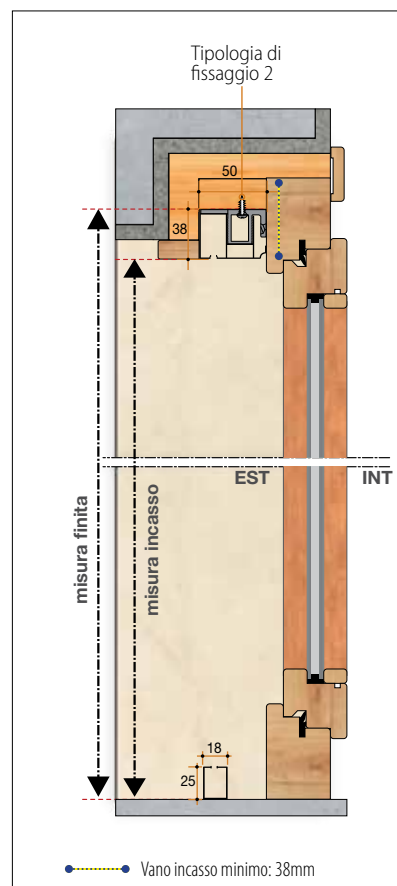 Tipologia di
fissaggio 2
50
38
EST
INT
misura finita
misura incasso
18
25
Vano incasso minimo: 38mm